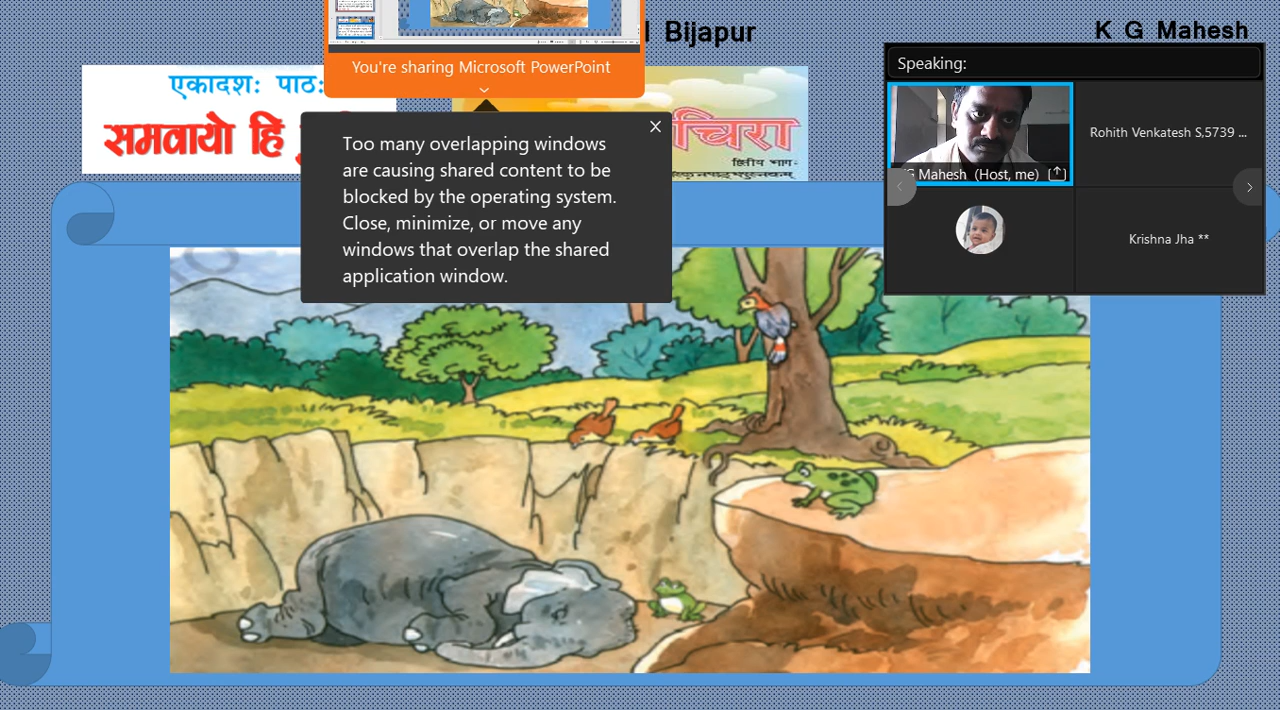 Bijapur
K G Mahesh
Speaking:
You're sharing Microsoft PowerPoint
एकादशः पाठः
समवायो हि
चिरा
द्वितीयो भागः
Too many overlapping windows
are causing shared content to be
blocked by the operating system.
Close, minimize, or move any
windows that overlap the shared
application window.
Mahesh (Host, me)
Rohith Venkatesh S,5739 ...
Krishna Jha **